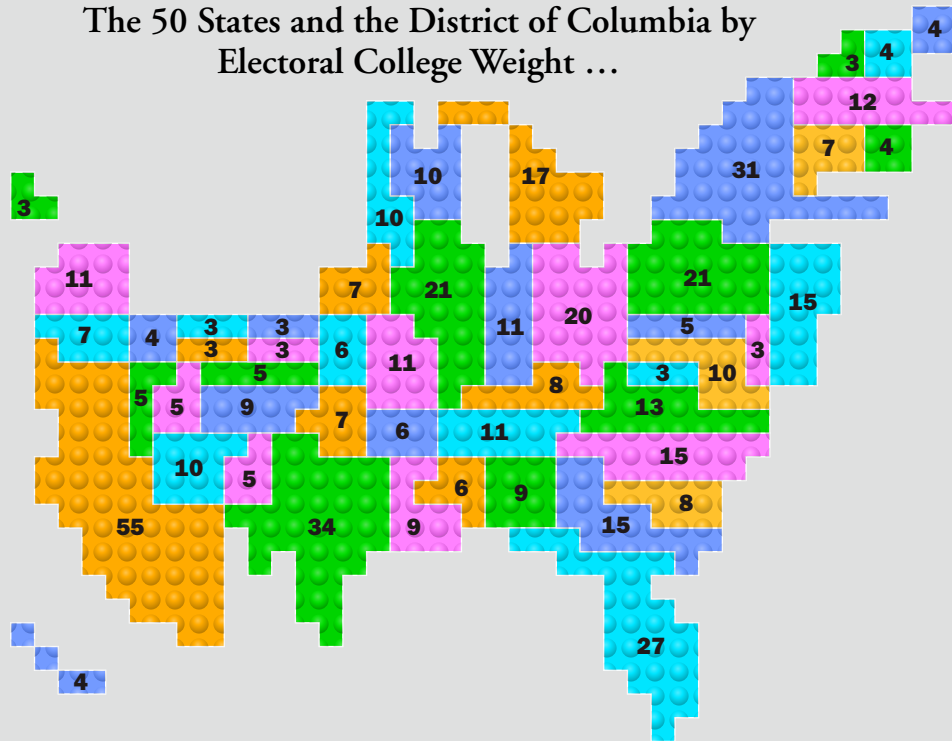 The 50 States and the District of Columbia by
Electoral College Weight …
4
3 4
12
7 4
31
10 17
10
3
11
7 21 21
15
11 20
7 4 3 3 6 5
3 3 11 3
5 8 3 10
5 5 9 13
7 6 11
15
10 5 6 9 8
55 34 9 15
27
4